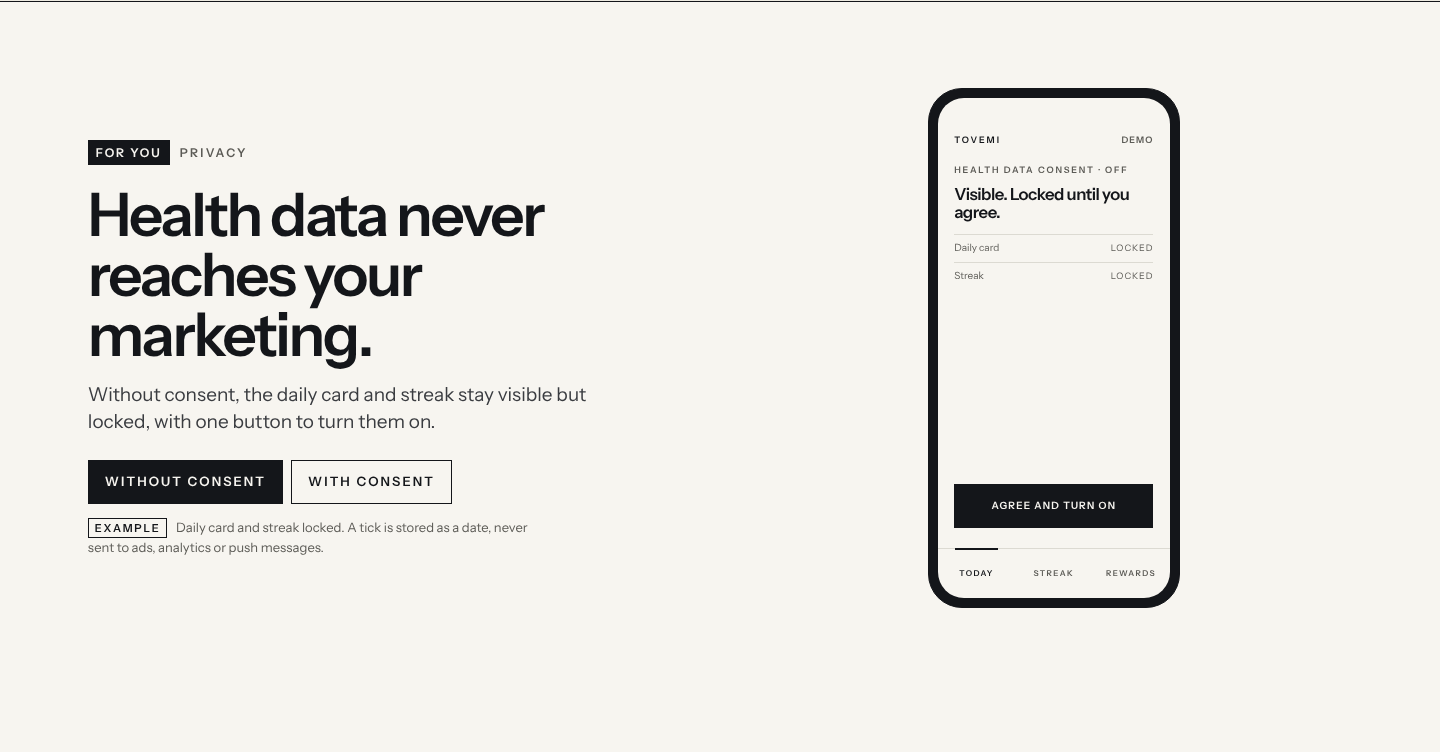 FOR YOU PRIVACY
Health data never
reaches your
marketing.
Without consent, the daily card and streak stay visible but
locked, with one button to turn them on.
WITHOUT CONSENT WITH CONSENT
EXAMPLE Daily card and streak locked. A tick is stored as a date, never
sent to ads, analytics or push messages.
TOVEMI DEMO
HEALTH DATA CONSENT · OFF
Visible. Locked until you
agree.
Daily card LOCKED
Streak LOCKED
AGREE AND TURN ON
TODAY STREAK REWARDS